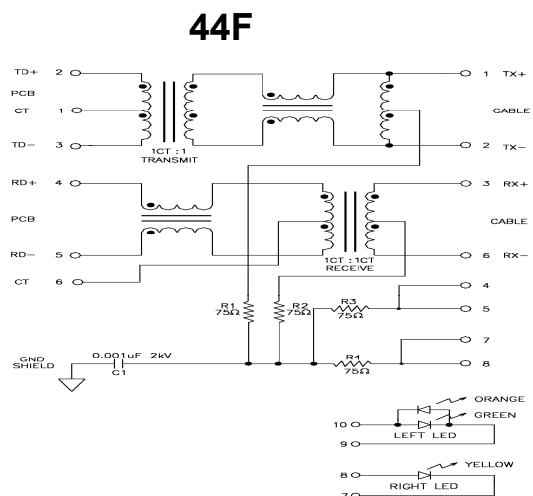 44F
TD+ 2 1 TX+
PCB
CT 1 CABLE
TD- 3 2 TX-
1CT : 1
TRANSMIT
RD+ 4 3 RX+
PCB CABLE
RD- 5 6 RX-
1CT : 1CT
RECEIVE
CT 6
4
R1 R2 R3
75Ω 75Ω 75Ω
5
7
GND
SHIELD
0.001uF 2kV
C1
R4
75Ω
8
ORANGE
GREEN
10
LEFT LED
9
YELLOW
8
RIGHT LED
7